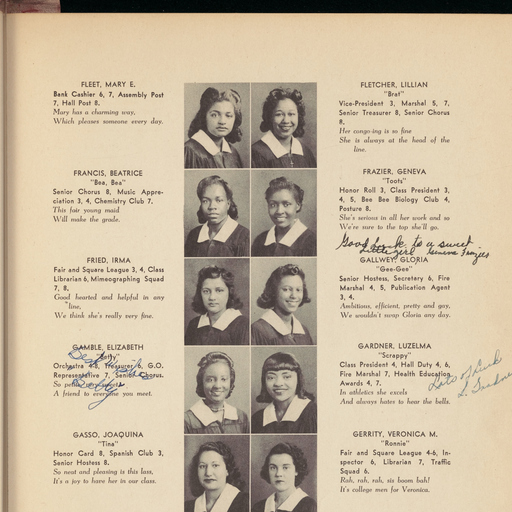 FLEET, MARY E.
Bank Cashier 6, 7, Assembly Post
7, Hall Post 8.
Mary has a charming way,
Which pleases someone every day.
FRANCIS, BEATRICE
"Bea, Bea"
Senior Chorus 8, Music Appre-
ciation 3, 4, Chemistry Club 7.
This fair young maid
Will make the grade.
FRIED, IRMA
Fair and Square League 3, 4, Class
Librarian 6, Mimeographing Squad
7, 8.
Good hearted and helpful in any
line,
We think she's really very fine.
GAMBLE, ELIZABETH
"Betty"
Orchestra 4-8, Treasurer 6, G.O.
Representative 7, Senior Chorus.
So
A friend to everyone you meet.
GASSO, JOAQUINA
"Tina"
Honor Card 8, Spanish Club 3,
Senior Hostess 8.
So neat and pleasing is this lass,
It's a joy to have her in our class.
FLETCHER, LILLIAN
"Brat"
Vice-President 3, Marshal 5, 7,
Senior Treasurer 8, Senior Chorus
8.
Her conga-ing is so fine
She is always at the head of the
line.
FRAZIER, GENEVA
"Toots"
Honor Roll 3, Class President 3,
4, 5, Bee Bee Biology Club 4,
Posture 8.
She's serious in all her work and so
We're sure to the top she'll go.
Good luck to a sweet
little girl Geneva Frazier
GALLWEY, GLORIA
"Gee-Gee"
Senior Hostess, Secretary 6, Fire
Marshal 4, 5, Publication Agent
3, 4,
Ambitious, efficient, pretty and gay,
We wouldn't swap Gloria any day.
GARDNER, LUZELMA
"Scrappy"
Class President 4, Hall Duty 4, 6,
Fire Marshal 7, Health Education
Awards 4, 7.
In athletics she excels
And always hates to hear the bells.
Lots of Luck
L. Gardner
GERRITY, VERONICA M.
"Ronnie"
Fair and Square League 4-6, In-
spector 6, Librarian 7, Traffic
Squad 6.
Rah, rah, rah, sis boom bah!
It's college men for Veronica.